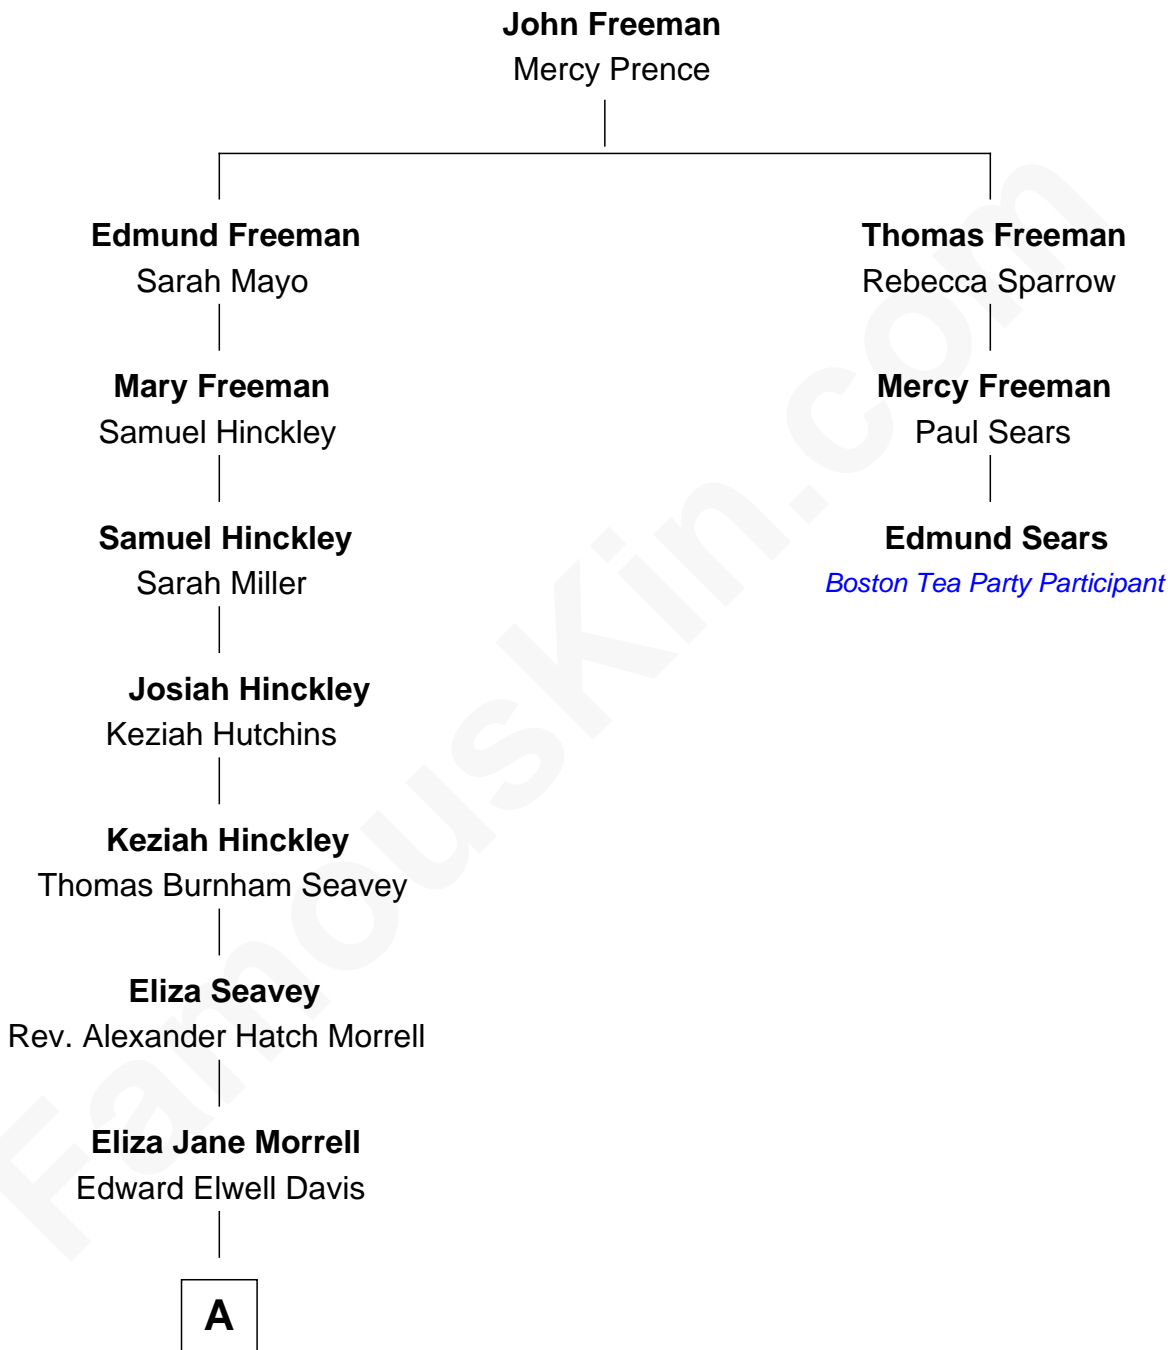 John Freeman
Mercy Prence
Edmund Freeman
Sarah Mayo
Thomas Freeman
Rebecca Sparrow
Mary Freeman
Samuel Hinckley
Mercy Freeman
Paul Sears
Samuel Hinckley
Sarah Miller
Edmund Sears
Boston Tea Party Participant
Josiah Hinckley
Keziah Hutchins
Keziah Hinckley
Thomas Burnham Seavey
Eliza Seavey
Rev. Alexander Hatch Morrell
Eliza Jane Morrell
Edward Elwell Davis
A
FamousKin.com